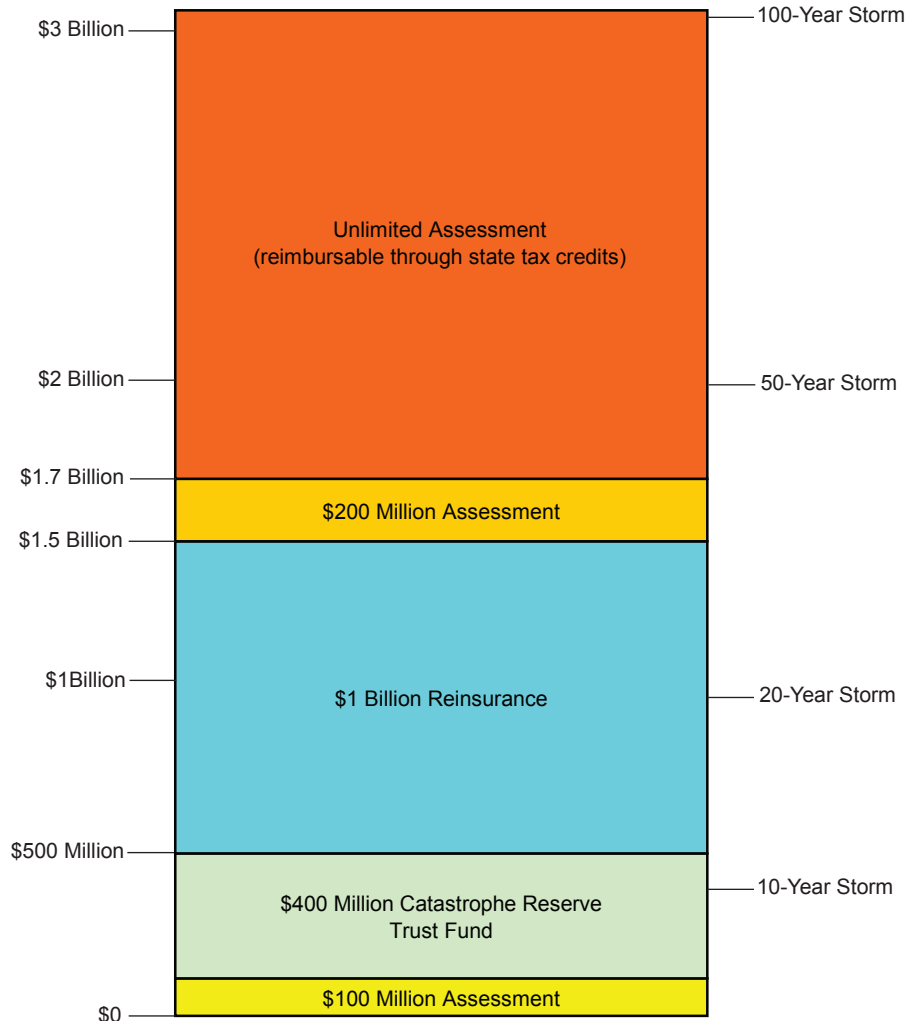 $3 Billion
100-Year Storm
Unlimited Assessment
(reimbursable through state tax credits)
$2 Billion
50-Year Storm
$1.7 Billion
$200 Million Assessment
$1.5 Billion
$1Billion
$1 Billion Reinsurance
20-Year Storm
$500 Million
10-Year Storm
$400 Million Catastrophe Reserve
Trust Fund
$100 Million Assessment
$0